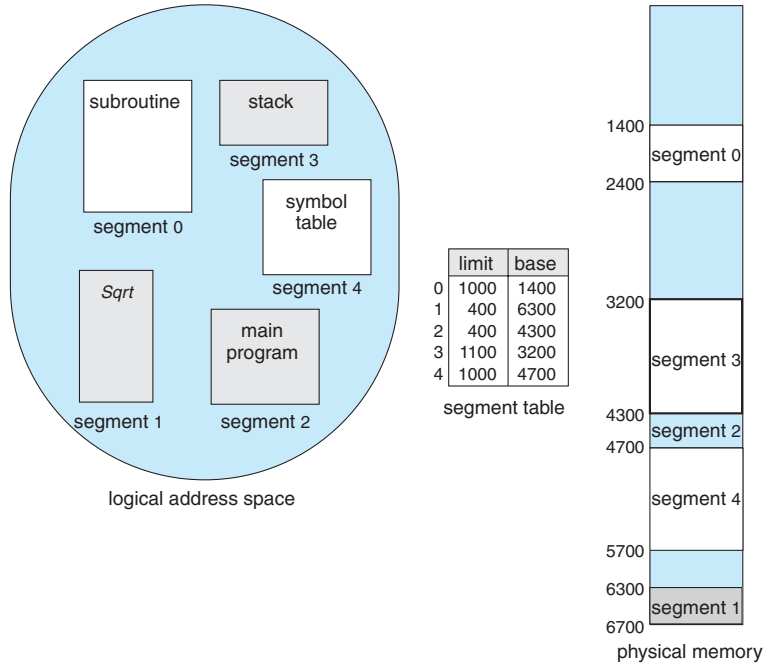 subroutine
segment 0
stack
segment 3
symbol
table
segment 4
Sqrt
segment 1
main
program
segment 2
logical address space
limit base
0 1000 1400
1 400 6300
2 400 4300
3 1100 3200
4 1000 4700
segment table
1400
segment 0
2400
3200
segment 3
4300
segment 2
4700
segment 4
5700
6300
segment 1
6700
physical memory